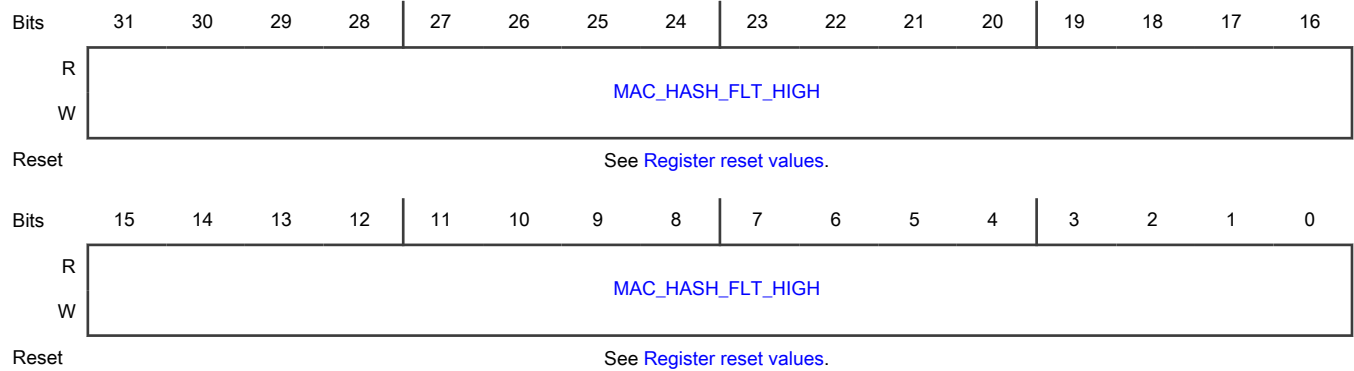 Bits 31 30 29 28 27 26 25 24 23 22 21 20 19 18 17 16
R
MAC_HASH_FLT_HIGH
W
Reset See Register reset values.
Bits 15 14 13 12 11 10 9 8 7 6 5 4 3 2 1 0
R
MAC_HASH_FLT_HIGH
W
Reset See Register reset values.